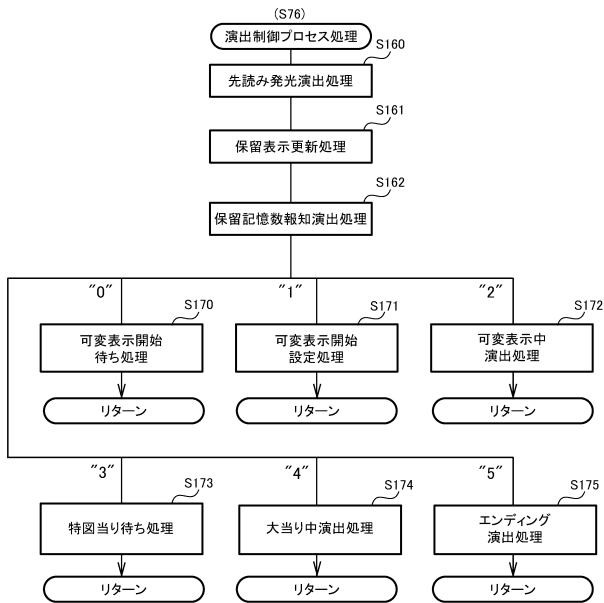 (S76)
演出制御プロセス処理
S160
先読み発光演出処理
S161
保留表示更新処理
S162
保留記憶数報知演出処理
"0"
"1"
"2"
S170
可変表示開始
待ち処理
S171
可変表示開始
設定処理
S172
可変表示中
演出処理
リターン
リターン
リターン
"3"
"4"
"5"
S173
特図当り待ち処理
S174
大当り中演出処理
S175
エンディング
演出処理
リターン
リターン
リターン